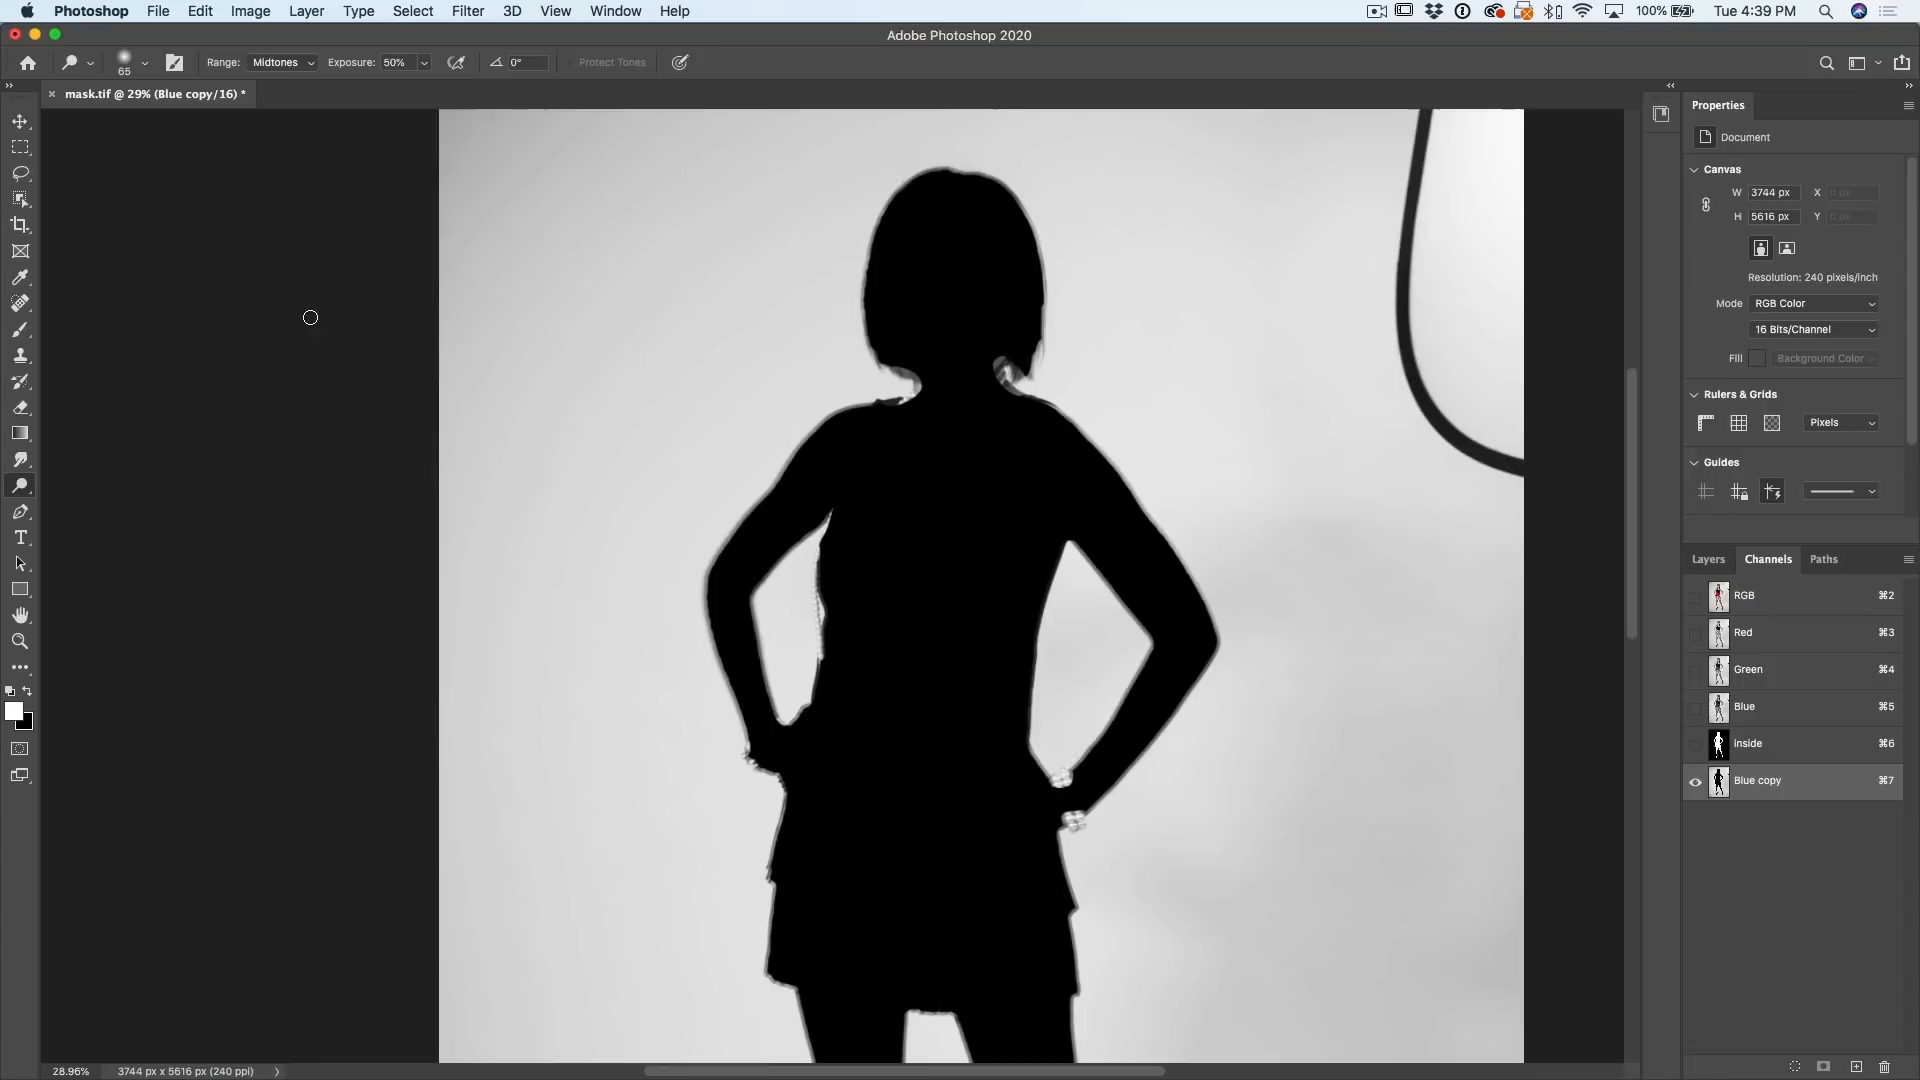 Photoshop File Edit Image Layer Type Select Filter 3D View Window Help 100% Tue 4:39 PM
Adobe Photoshop 2020
65 Range: Midtones Exposure: 50% 0° Protect Tones
mask.tif @ 29% (Blue copy/16) *
Properties
Document
Canvas
W 3744 px X 0 px
H 5616 px Y 0 px
Resolution: 240 pixels/inch
Mode RGB Color
16 Bits/Channel
Fill Background Color
Rulers & Grids
Pixels
Guides
Layers Channels Paths
RGB ⌘2
Red ⌘3
Green ⌘4
Blue ⌘5
Inside ⌘6
Blue copy ⌘7
28.96% 3744 px x 5616 px (240 ppi)